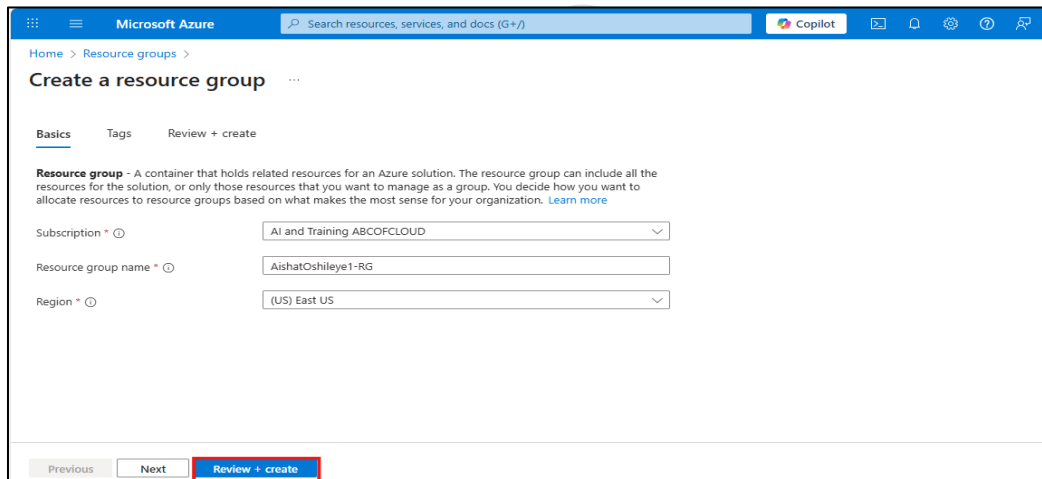 Microsoft Azure
Search resources, services, and docs (G+/)
Copilot
Home > Resource groups >
Create a resource group ...
Basics
Tags
Review + create
Resource group - A container that holds related resources for an Azure solution. The resource group can include all the
resources for the solution, or only those resources that you want to manage as a group. You decide how you want to
allocate resources to resource groups based on what makes the most sense for your organization. Learn more
Subscription *
AI and Training ABCOFCLOUD
Resource group name *
AishatOshileye1-RG
Region *
(US) East US
Previous
Next
Review + create